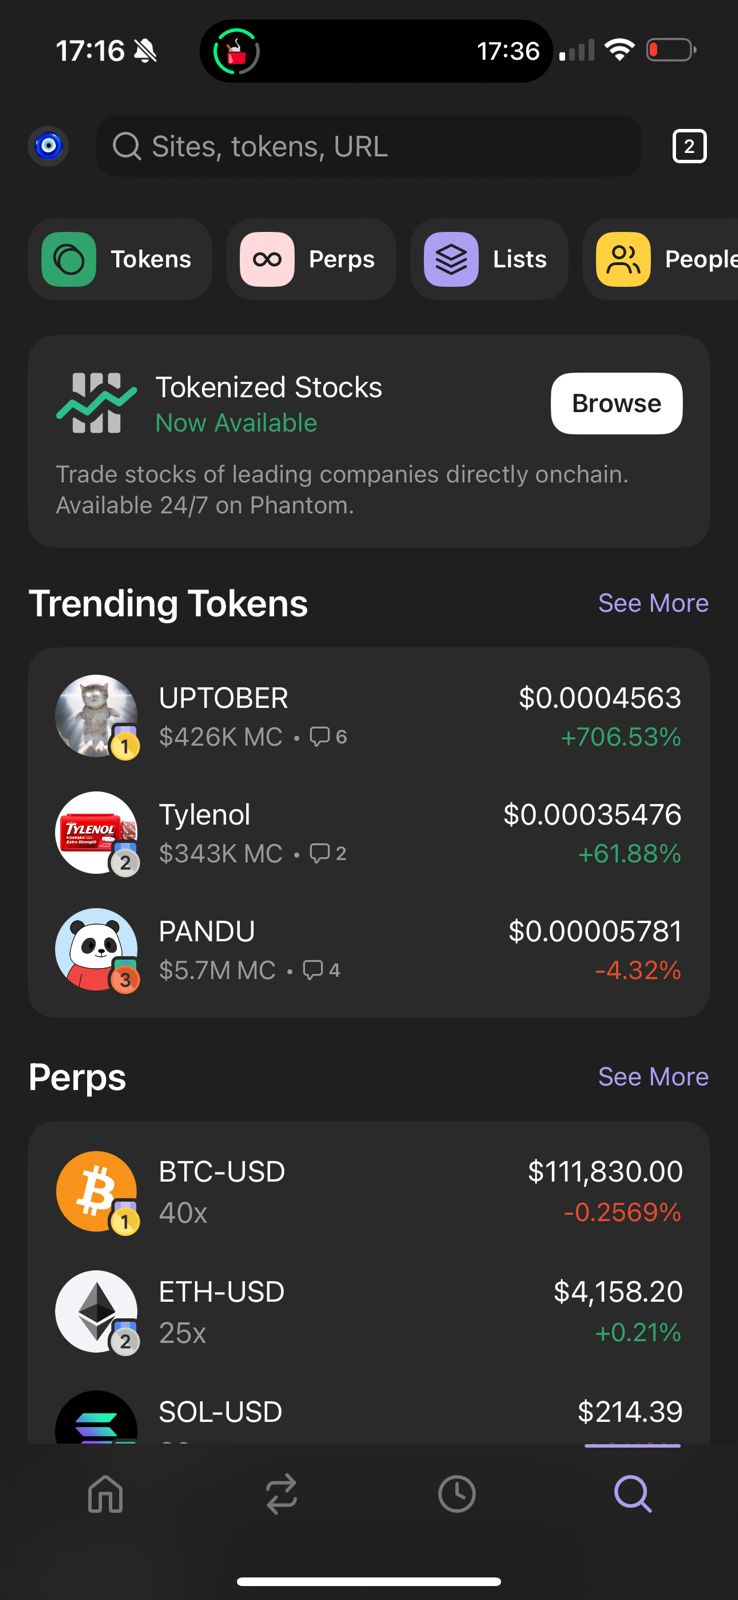 17:16
17:36
Sites, tokens, URL
2
Tokens
Perps
Lists
People
Tokenized Stocks
Now Available
Browse
Trade stocks of leading companies directly onchain.
Available 24/7 on Phantom.
Trending Tokens
See More
UPTOBER
$0.0004563
1
$426K MC • 6
+706.53%
TYLENOL
Tylenol
$0.00035476
2
$343K MC • 2
+61.88%
PANDU
$0.00005781
3
$5.7M MC • 4
-4.32%
Perps
See More
BTC-USD
$111,830.00
1
40x
-0.2569%
ETH-USD
$4,158.20
2
25x
+0.21%
SOL-USD
$214.39